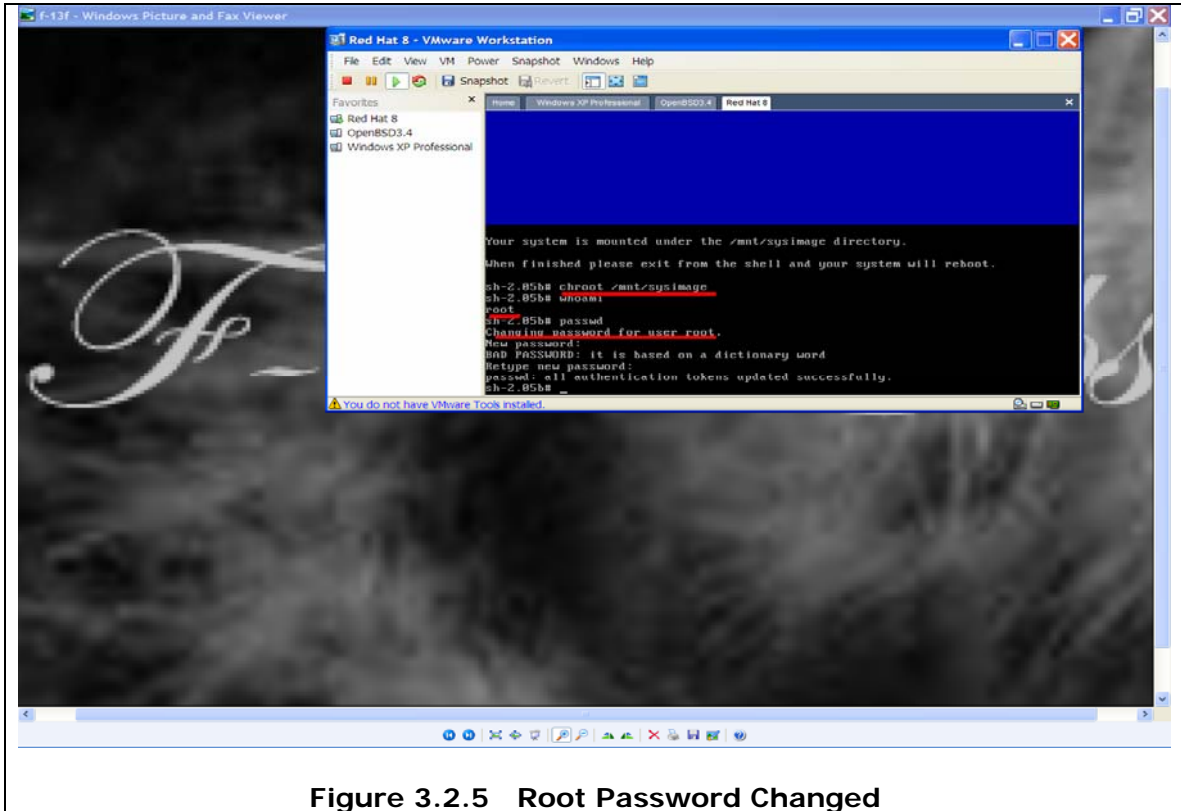 f-13f - Windows Picture and Fax Viewer
Red Hat 8 - VMware Workstation
File Edit View VM Power Snapshot Windows Help
Snapshot Revert
Favorites
Home Windows XP Professional OpenBSD3.4 Red Hat 8
Red Hat 8
OpenBSD3.4
Windows XP Professional
Your system is mounted under the /mnt/sysimage directory.
When finished please exit from the shell and your system will reboot.
sh-2.05b# chroot /mnt/sysimage
sh-2.05b# whoami
root
sh-2.05b# passwd
Changing password for user root.
New password:
BAD PASSWORD: it is based on a dictionary word
Retype new password:
passwd: all authentication tokens updated successfully.
sh-2.05b# _
You do not have VMware Tools installed.
F-
Figure 3.2.5 Root Password Changed